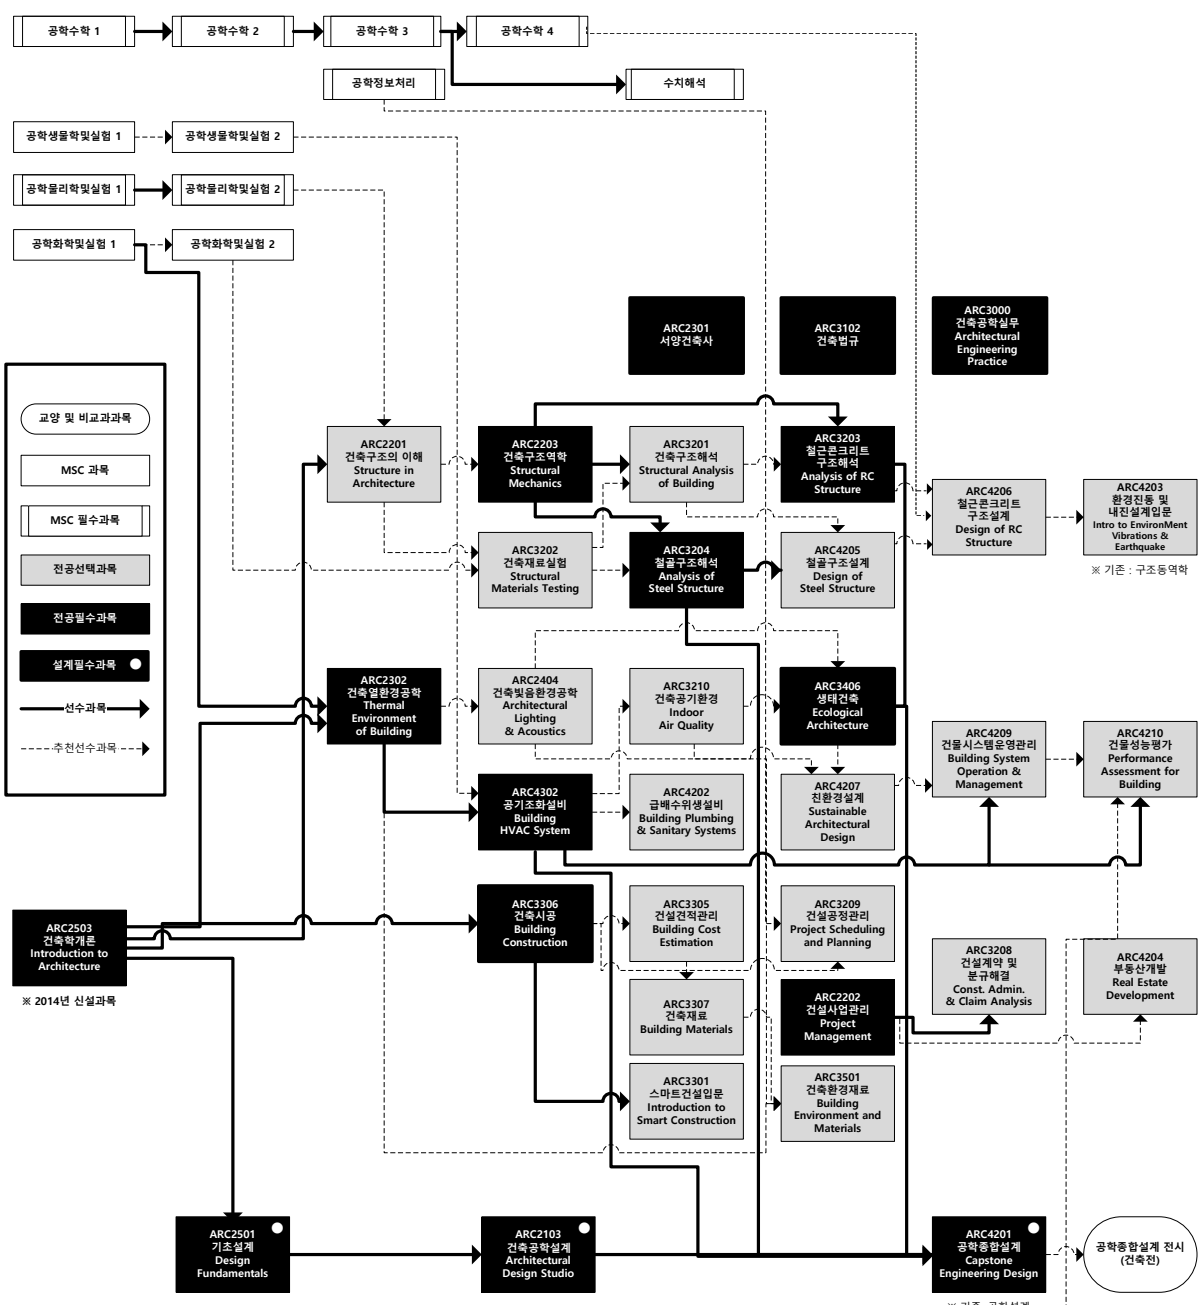 공학수학 1
공학수학 2
공학수학 3
공학수학 4
공학정보처리
수치해석
공학생물학및실험 1
공학생물학및실험 2
공학물리학및실험 1
공학물리학및실험 2
공학화학및실험 1
공학화학및실험 2
ARC2301
서양건축사
ARC3102
건축법규
ARC3000
건축공학실무
Architectural
Engineering
Practice
교양 및 비교과과목
MSC 과목
MSC 필수과목
전공선택과목
전공필수과목
설계필수과목
선수과목
추천선수과목
ARC2201
건축구조의 이해
Structure in
Architecture
ARC2203
건축구조역학
Structural
Mechanics
ARC3201
건축구조해석
Structural Analysis
of Building
ARC3203
철근콘크리트
구조해석
Analysis of RC
Structure
ARC4206
철근콘크리트
구조설계
Design of RC
Structure
ARC4203
환경진동 및
내진설계입문
Intro to EnvironMent
Vibrations &
Earthquake
※ 기존 : 구조동역학
ARC3202
건축재료실험
Structural
Materials Testing
ARC3204
철골구조해석
Analysis of
Steel Structure
ARC4205
철골구조설계
Design of
Steel Structure
ARC2302
건축열환경공학
Thermal
Environment
of Building
ARC2404
건축빛음환경공학
Architectural
Lighting
& Acoustics
ARC3210
건축공기환경
Indoor
Air Quality
ARC3406
생태건축
Ecological
Architecture
ARC4209
건물시스템운영관리
Building System
Operation &
Management
ARC4210
건물성능평가
Performance
Assessment for
Building
ARC4302
공기조화설비
Building
HVAC System
ARC4202
급배수위생설비
Building Plumbing
& Sanitary Systems
ARC4207
친환경설계
Sustainable
Architectural
Design
ARC2503
건축학개론
Introduction to
Architecture
※ 2014년 신설과목
ARC3306
건축시공
Building
Construction
ARC3305
건설견적관리
Building Cost
Estimation
ARC3209
건설공정관리
Project Scheduling
and Planning
ARC3208
건설계약 및
분규해결
Const. Admin.
& Claim Analysis
ARC4204
부동산개발
Real Estate
Development
ARC3307
건축재료
Building Materials
ARC2202
건설사업관리
Project
Management
ARC3301
스마트건설입문
Introduction to
Smart Construction
ARC3501
건축환경재료
Building
Environment and
Materials
ARC2501
기초설계
Design
Fundamentals
ARC2103
건축공학설계
Architectural
Design Studio
ARC4201
공학종합설계
Capstone
Engineering Design
공학종합설계 전시
(건축전)